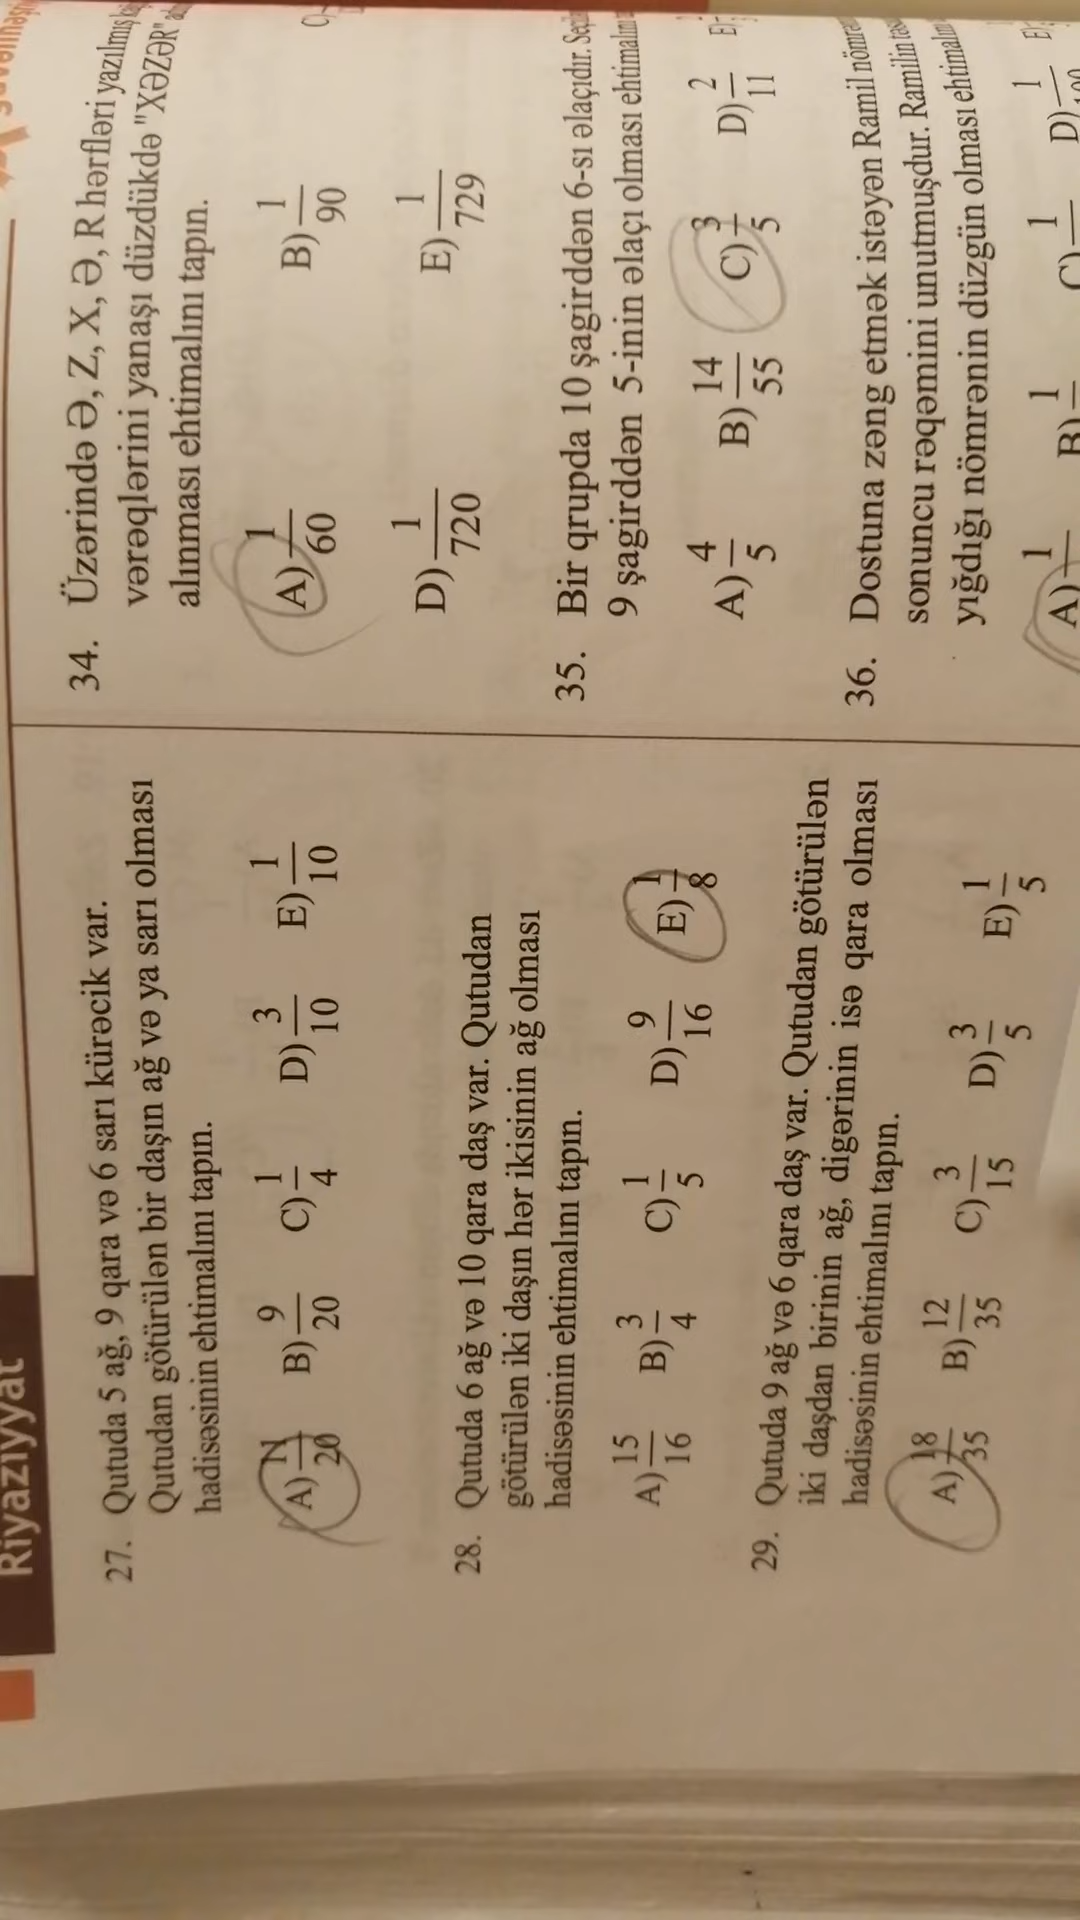 Riyaziyyat
27. Qutuda 5 ağ, 9 qara və 6 sarı kürəcik var.
Qutudan götürülən bir daşın ağ və ya sarı olması
hadisəsinin ehtimalını tapın.
A) 11/20 B) 9/20 C) 1/4 D) 3/10 E) 1/10
28. Qutuda 6 ağ və 10 qara daş var. Qutudan
götürülən iki daşın hər ikisinin ağ olması
hadisəsinin ehtimalını tapın.
A) 15/16 B) 3/4 C) 1/5 D) 9/16 E) 1/8
29. Qutuda 9 ağ və 6 qara daş var. Qutudan götürülən
iki daşdan birinin ağ, digərinin isə qara olması
hadisəsinin ehtimalını tapın.
A) 18/35 B) 12/35 C) 3/15 D) 3/5 E) 1/5
34. Üzərində Ə, Z, X, Ə, R hərfləri yazılmış
vərəqlərini yanaşı düzdükdə "XƏZƏR"
alınması ehtimalını tapın.
A) 1/60 B) 1/90 C)
D) 1/720 E) 1/729
35. Bir qrupda 10 şagirddən 6-sı əlaçıdır.
9 şagirddən 5-inin əlaçı olması ehtimalını
A) 4/5 B) 14/55 C) 3/5 D) 2/11 E)
36. Dostuna zəng etmək istəyən Ramil
sonuncu rəqəmini unutmuşdur. Ramilin
yığdığı nömrənin düzgün olması ehtimalını
A) 1 B) 1 C) 1 D) 1 E)